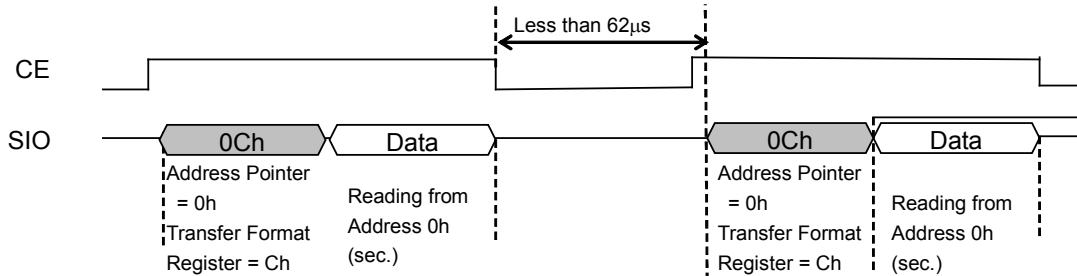 Less than 62μs
CE
SIO
0Ch
Data
0Ch
Data
Address Pointer
= 0h
Transfer Format
Register = Ch
Reading from
Address 0h
(sec.)
Address Pointer
= 0h
Transfer Format
Register = Ch
Reading from
Address 0h
(sec.)